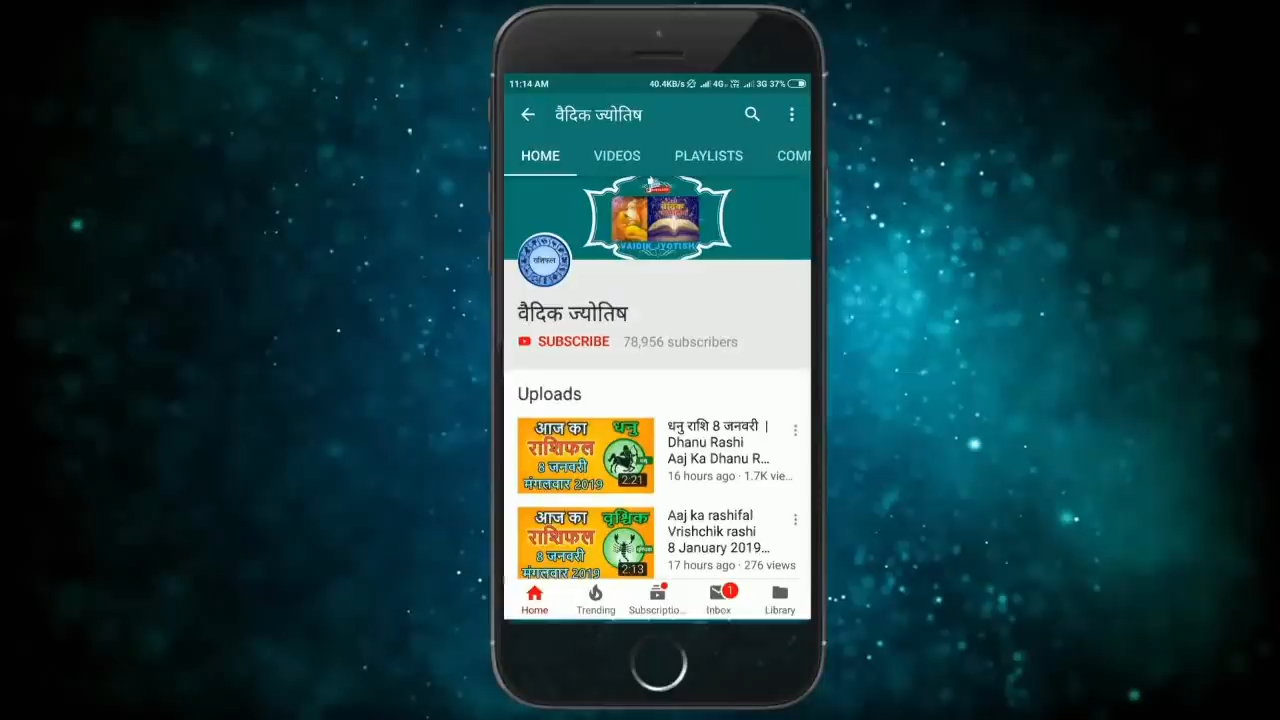 11:14 AM 40.4KB/s 4G 3G 37%
वैदिक ज्योतिष
HOME VIDEOS PLAYLISTS COMM
वैदिक
VAIDIK JYOTISH
राशिफल
वैदिक ज्योतिष
SUBSCRIBE 78,956 subscribers
Uploads
आज का धनु
राशिफल
8 जनवरी
मंगलवार 2019
2:21
धनु राशि 8 जनवरी |
Dhanu Rashi
Aaj Ka Dhanu R...
16 hours ago · 1.7K vie...
आज का वृश्चिक
राशिफल
8 जनवरी
मंगलवार 2019
2:13
Aaj ka rashifal
Vrishchik rashi
8 January 2019...
17 hours ago · 276 views
1
Home Trending Subscriptio... Inbox Library